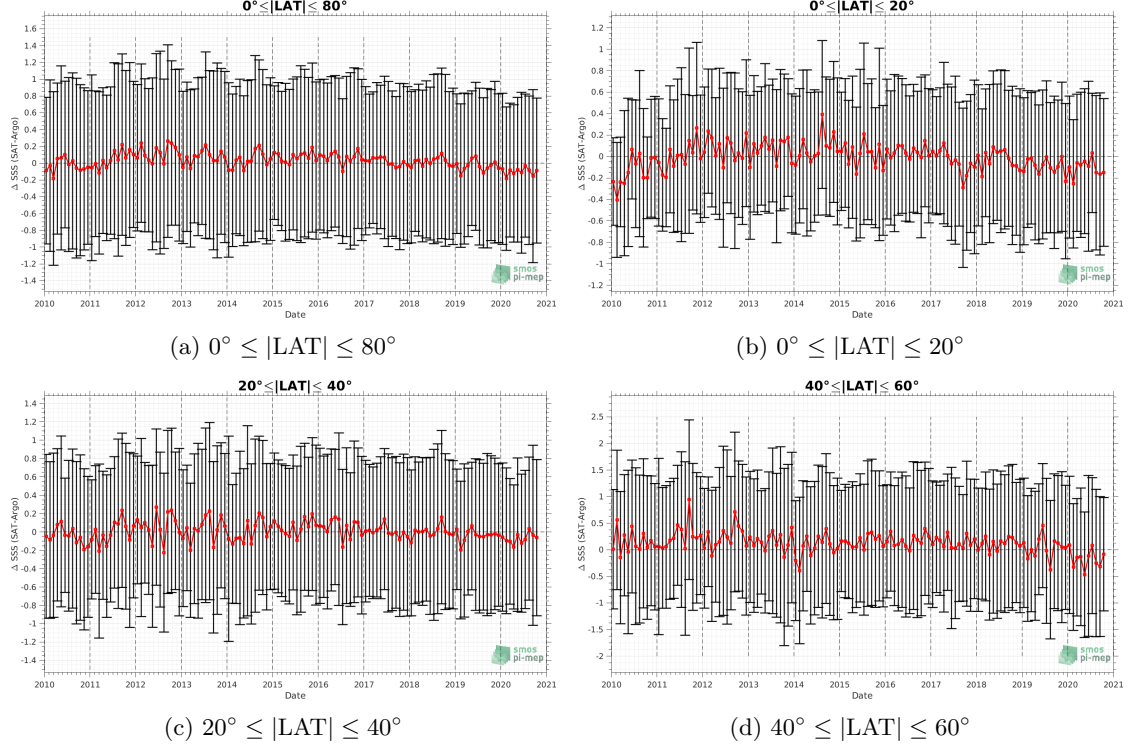 0°≤|LAT|≤ 80°
Δ SSS (SAT-Argo)
1.6
1.4
1.2
1
0.8
0.6
0.4
0.2
0
-0.2
-0.4
-0.6
-0.8
-1
-1.2
-1.4
smos
pi-mep
2010 2011 2012 2013 2014 2015 2016 2017 2018 2019 2020 2021
Date
(a) 0° ≤ |LAT| ≤ 80°
0°≤|LAT|≤ 20°
Δ SSS (SAT-Argo)
1.2
1
0.8
0.6
0.4
0.2
0
-0.2
-0.4
-0.6
-0.8
-1
-1.2
smos
pi-mep
2010 2011 2012 2013 2014 2015 2016 2017 2018 2019 2020 2021
Date
(b) 0° ≤ |LAT| ≤ 20°
20°≤|LAT|≤ 40°
Δ SSS (SAT-Argo)
1.4
1.2
1
0.8
0.6
0.4
0.2
0
-0.2
-0.4
-0.6
-0.8
-1
-1.2
-1.4
smos
pi-mep
2010 2011 2012 2013 2014 2015 2016 2017 2018 2019 2020 2021
Date
(c) 20° ≤ |LAT| ≤ 40°
40°≤|LAT|≤ 60°
Δ SSS (SAT-Argo)
2.5
2
1.5
1
0.5
0
-0.5
-1
-1.5
-2
smos
pi-mep
2010 2011 2012 2013 2014 2015 2016 2017 2018 2019 2020 2021
Date
(d) 40° ≤ |LAT| ≤ 60°